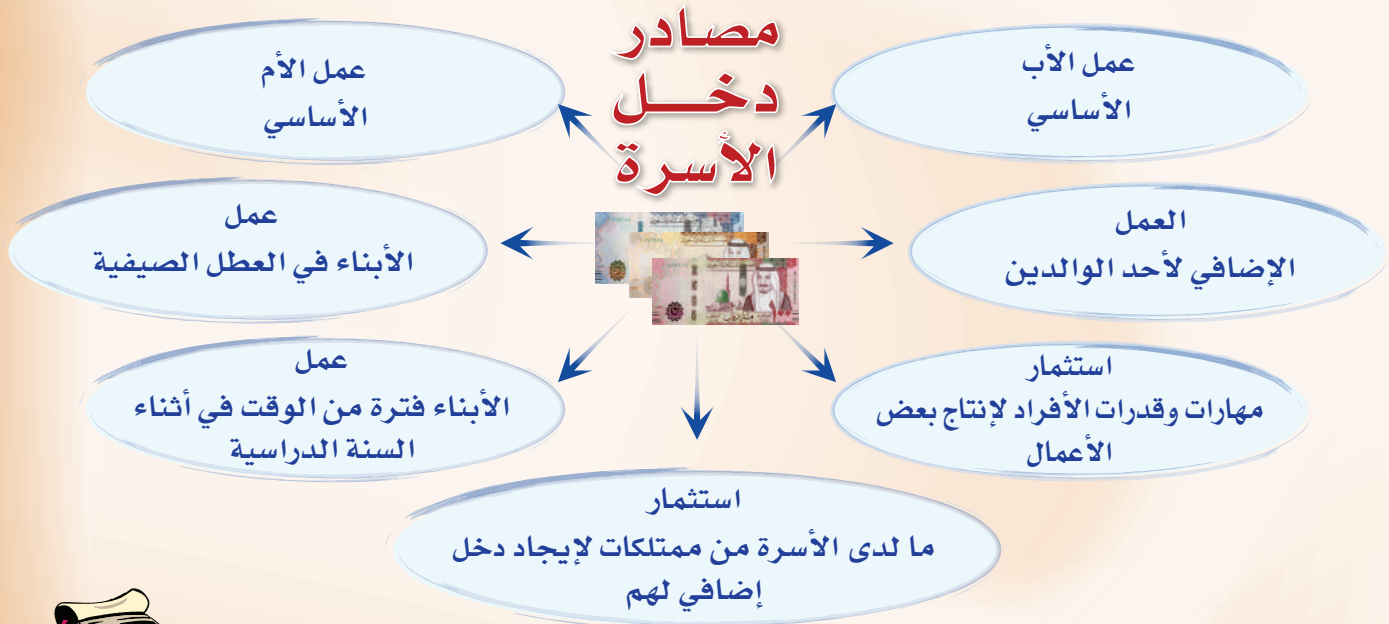 مصادر
دخـــل
الأسرة
عمل الأب
الأساسي
عمل الأم
الأساسي
العمل
الإضافي لأحد الوالدين
عمل
الأبناء في العطل الصيفية
استثمار
مهارات وقدرات الأفراد لإنتاج بعض
الأعمال
عمل
الأبناء فترة من الوقت في أثناء
السنة الدراسية
استثمار
ما لدى الأسرة من ممتلكات لإيجاد دخل
إضافي لهم